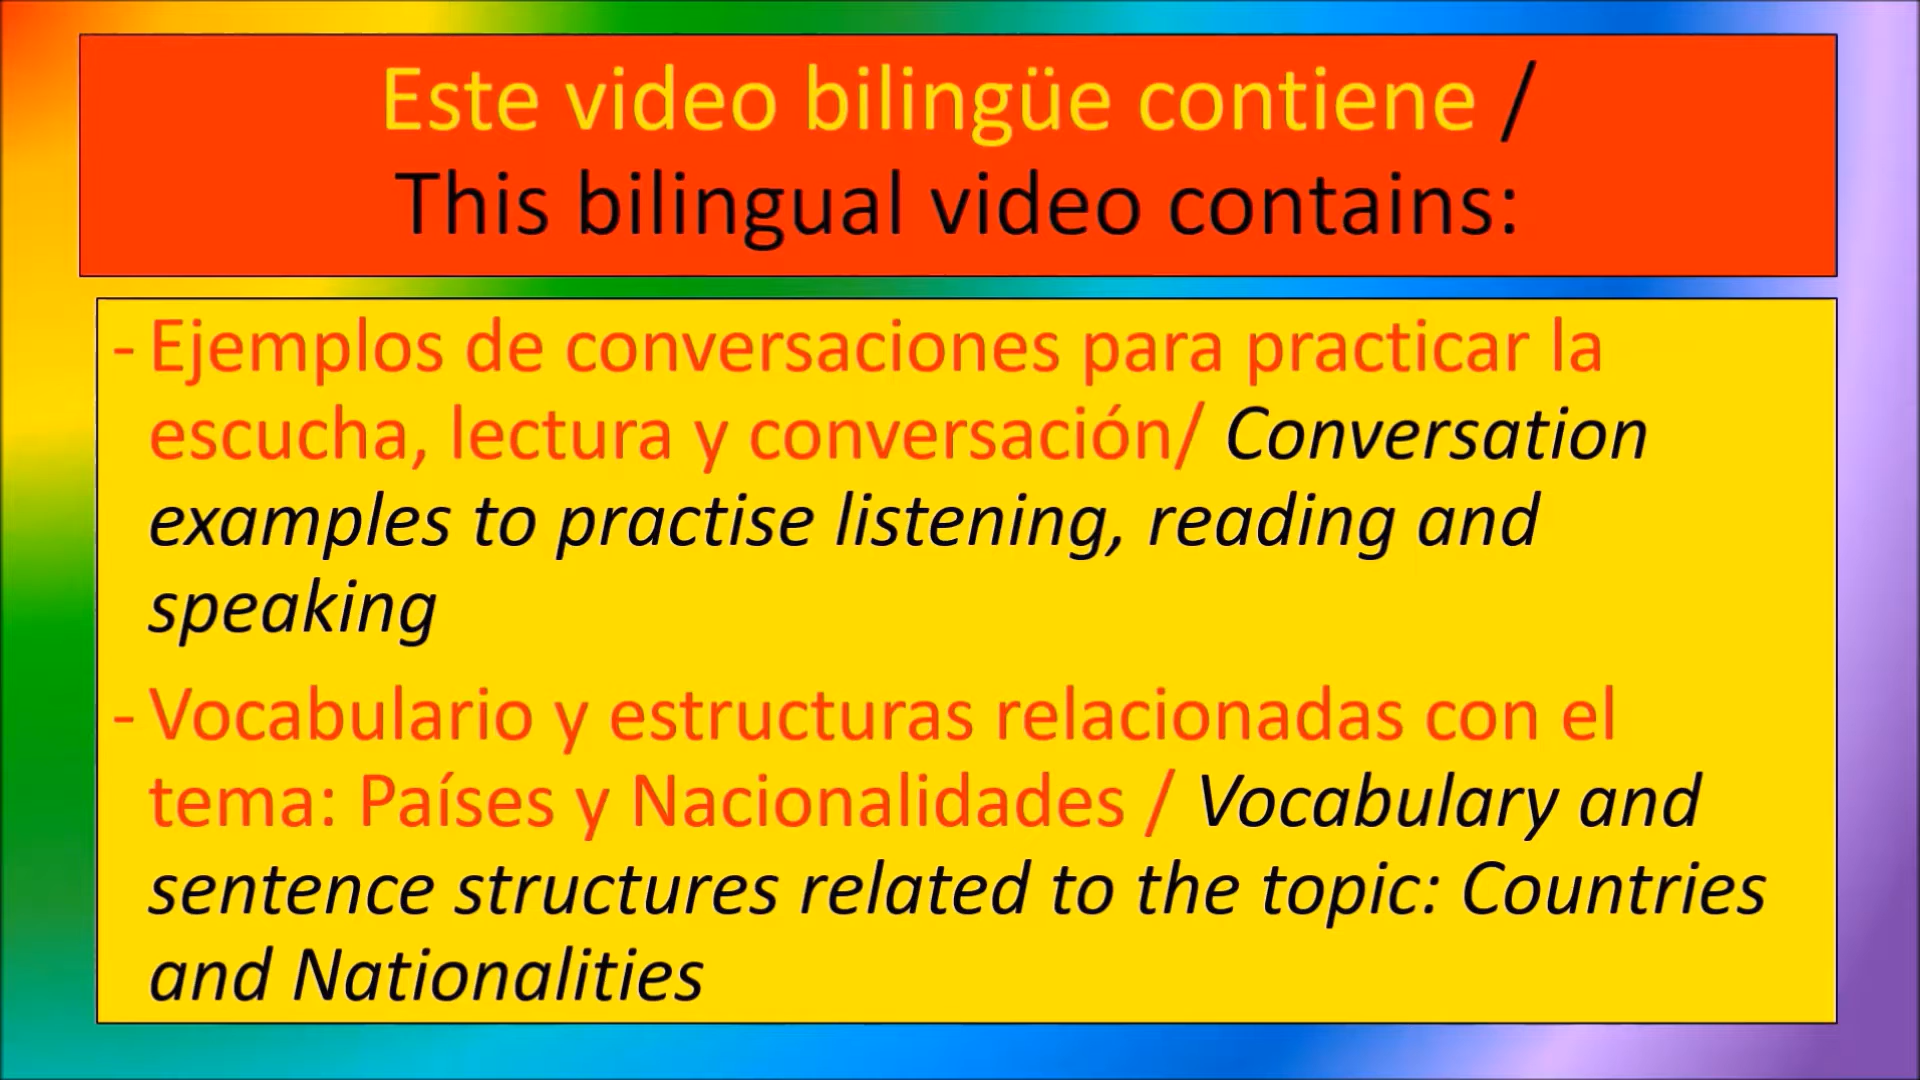 Este video bilingüe contiene /
This bilingual video contains:
- Ejemplos de conversaciones para practicar la
escucha, lectura y conversación/ Conversation
examples to practise listening, reading and
speaking
- Vocabulario y estructuras relacionadas con el
tema: Países y Nacionalidades / Vocabulary and
sentence structures related to the topic: Countries
and Nationalities